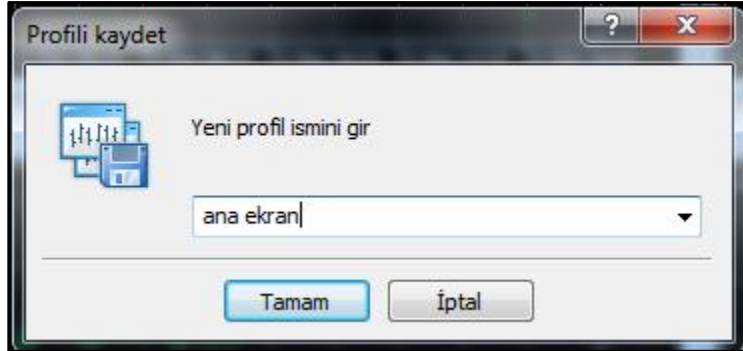 Profili kaydet
Yeni profil ismini gir
ana ekran
Tamam İptal